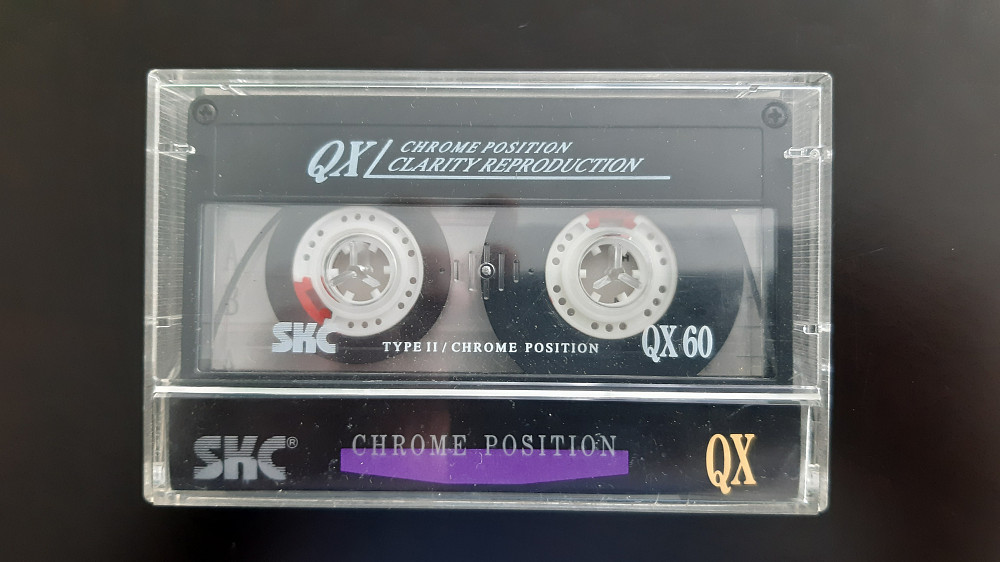 QX CHROME POSITION
CLARITY REPRODUCTION
SKC
TYPE II / CHROME POSITION
QX 60
SKC®
CHROME POSITION
QX